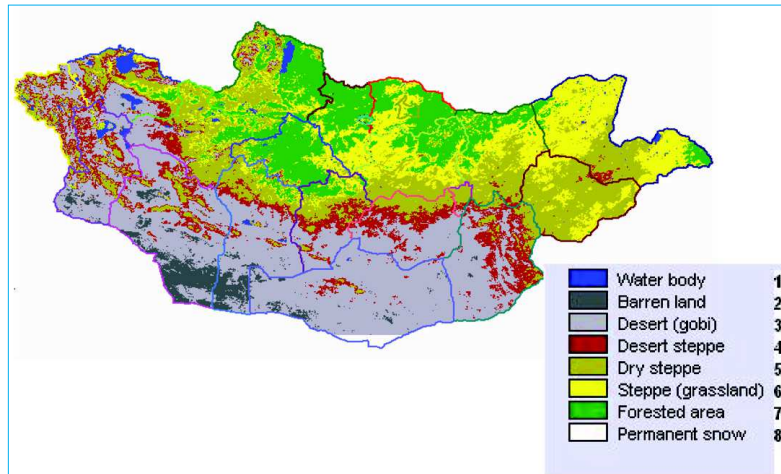 Water body 1
Barren land 2
Desert (gobi) 3
Desert steppe 4
Dry steppe 5
Steppe (grassland) 6
Forested area 7
Permanent snow 8